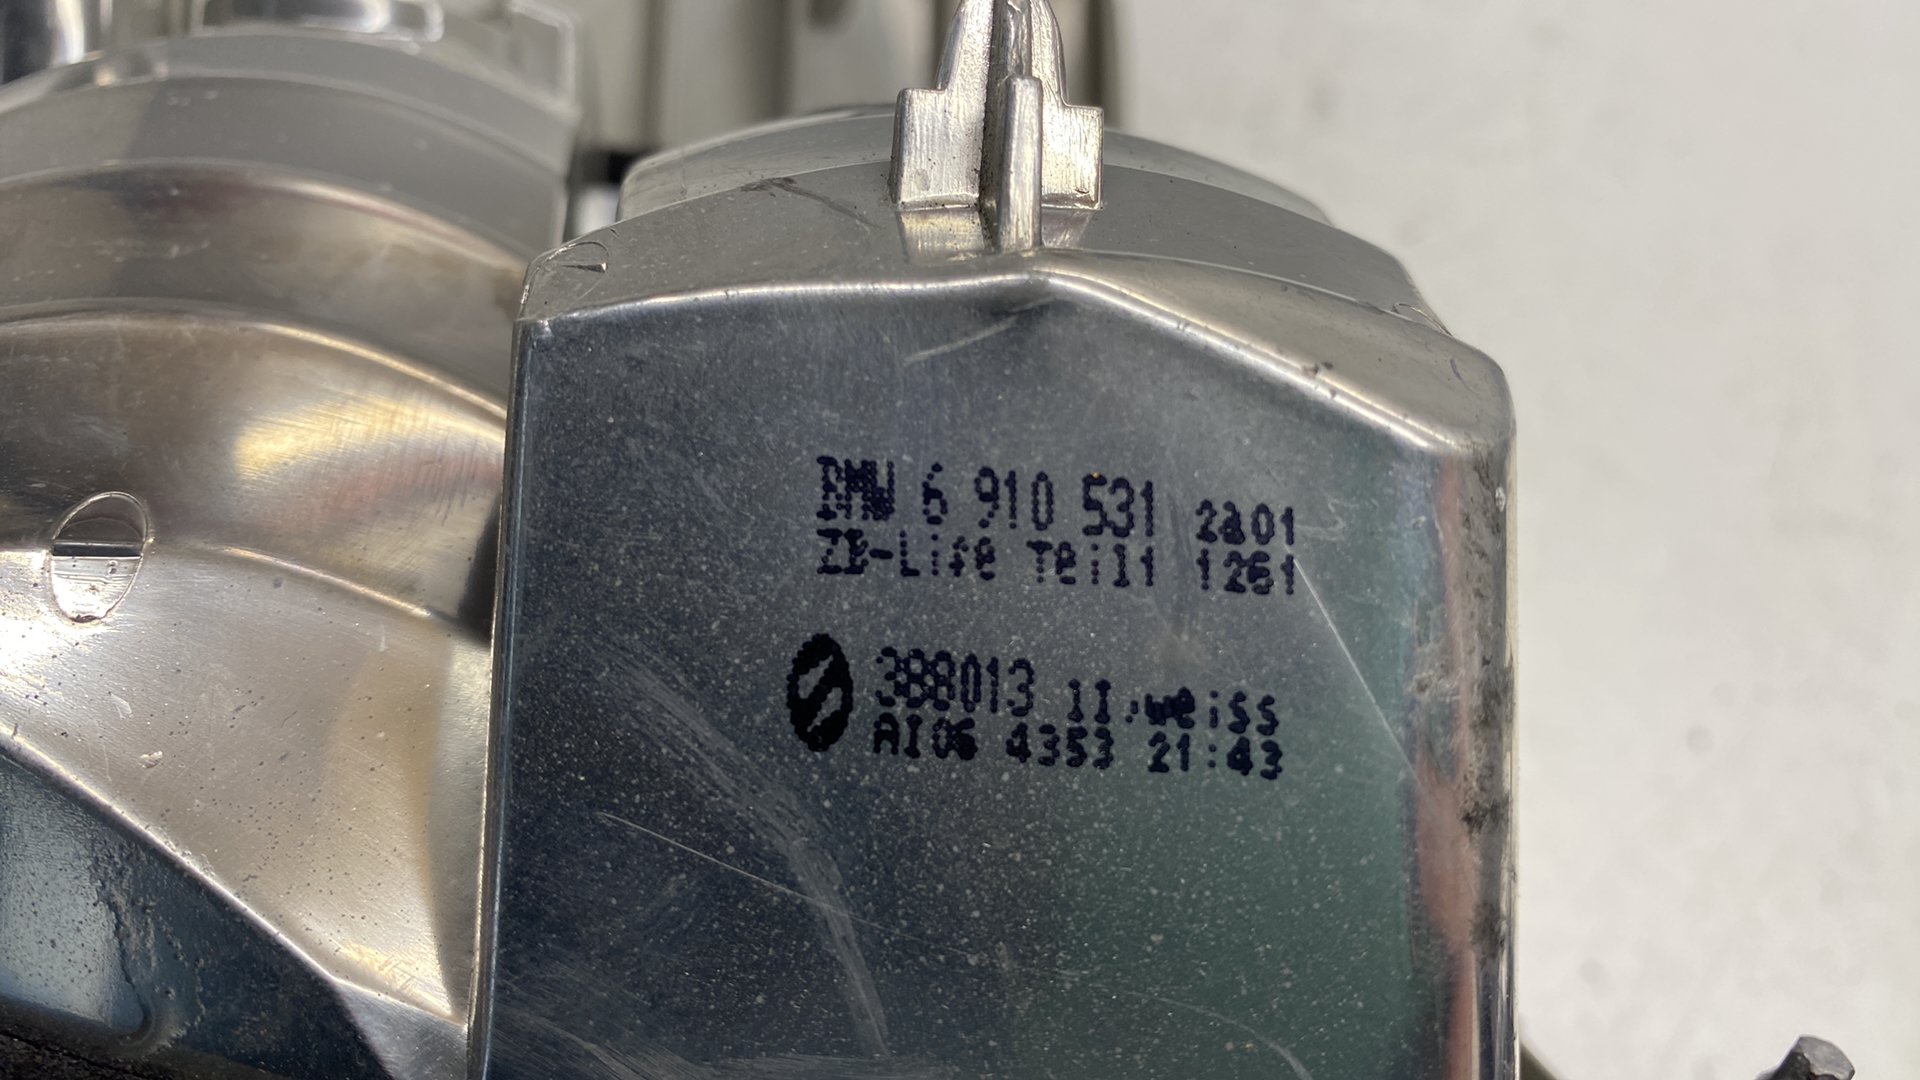 BMW 6 910 531 2a01
ZB-Life Teil1 1261
388013 II.weiss
AI06 4353 21:43